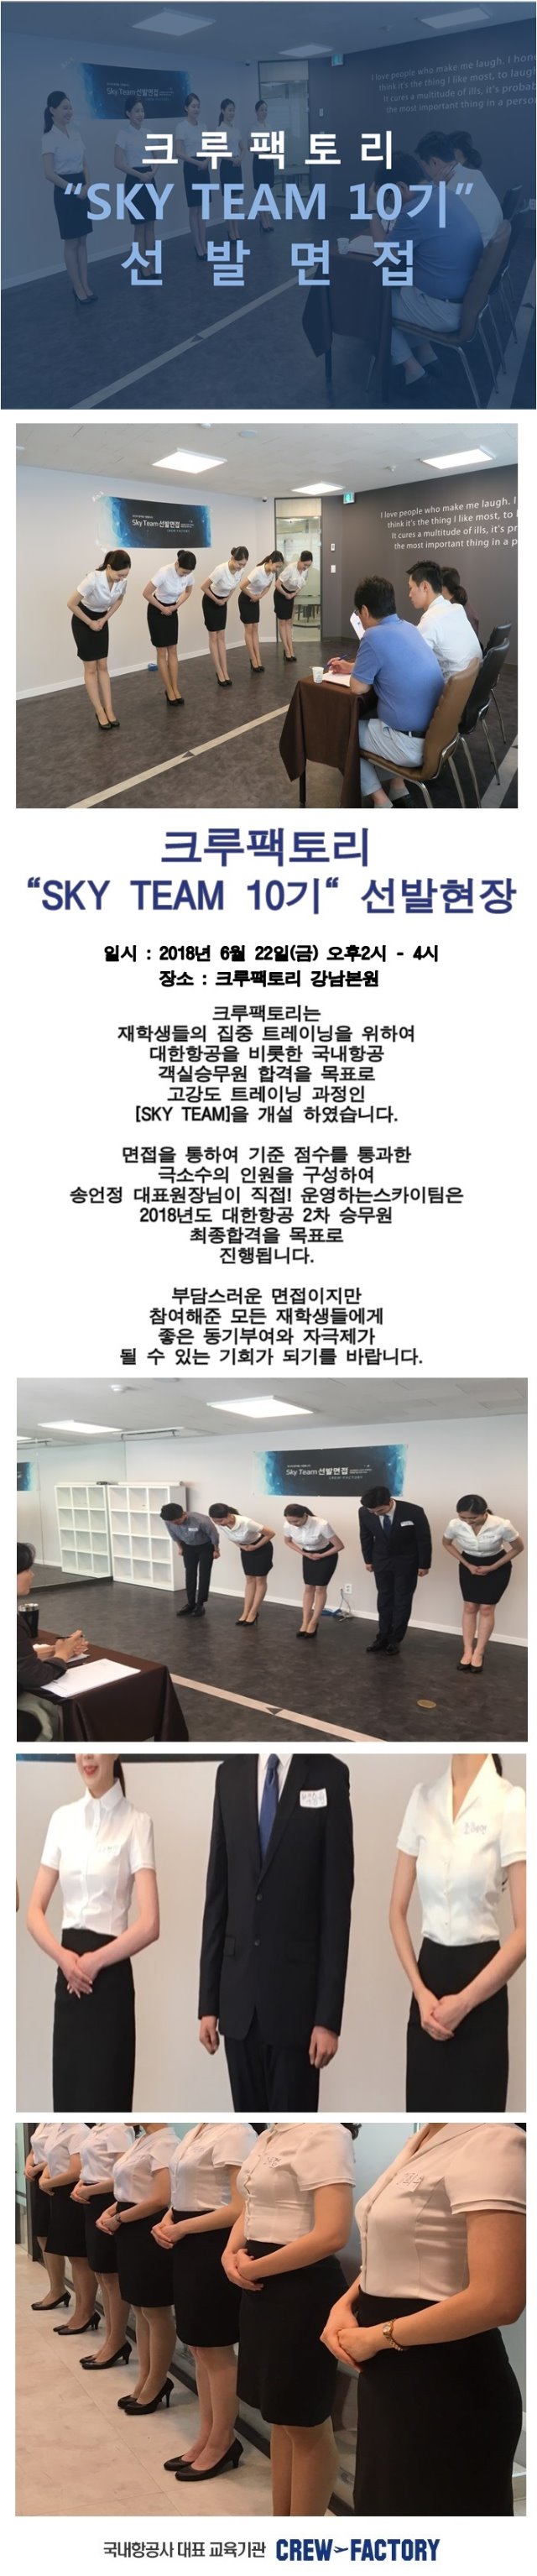 Sky Team 선발면접
I love people who make me laugh. I hon
think it's the thing I like most, to laugh
It cures a multitude of ills, it's probab
the most important thing in a perso
크루팩토리
“SKY TEAM 10기”
선발면접
Sky Team 선발면접
CREW FACTORY
I love people who make me laugh. I
think it's the thing I like most, to
It cures a multitude of ills, it's pr
the most important thing in a p
크루팩토리
“SKY TEAM 10기“ 선발현장
일시 : 2018년 6월 22일(금) 오후2시 - 4시
장소 : 크루팩토리 강남본원
크루팩토리는
재학생들의 집중 트레이닝을 위하여
대한항공을 비롯한 국내항공
객실승무원 합격을 목표로
고강도 트레이닝 과정인
[SKY TEAM]을 개설 하였습니다.
면접을 통하여 기준 점수를 통과한
극소수의 인원을 구성하여
송언정 대표원장님이 직접! 운영하는스카이팀은
2018년도 대한항공 2차 승무원
최종합격을 목표로
진행됩니다.
부담스러운 면접이지만
참여해준 모든 재학생들에게
좋은 동기부여와 자극제가
될 수 있는 기회가 되기를 바랍니다.
Sky Team 선발면접
CREW FACTORY
국내항공사 대표 교육기관 CREW FACTORY